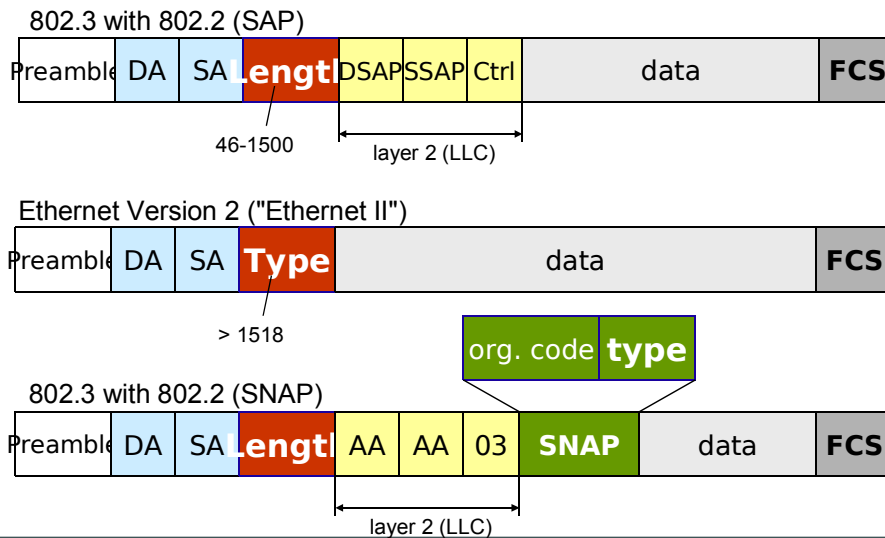 802.3 with 802.2 (SAP)
Preamble DA SA Length DSAP SSAP Ctrl data FCS
46-1500
layer 2 (LLC)
Ethernet Version 2 ("Ethernet II")
Preamble DA SA Type data FCS
> 1518
org. code type
802.3 with 802.2 (SNAP)
Preamble DA SA Length AA AA 03 SNAP data FCS
layer 2 (LLC)